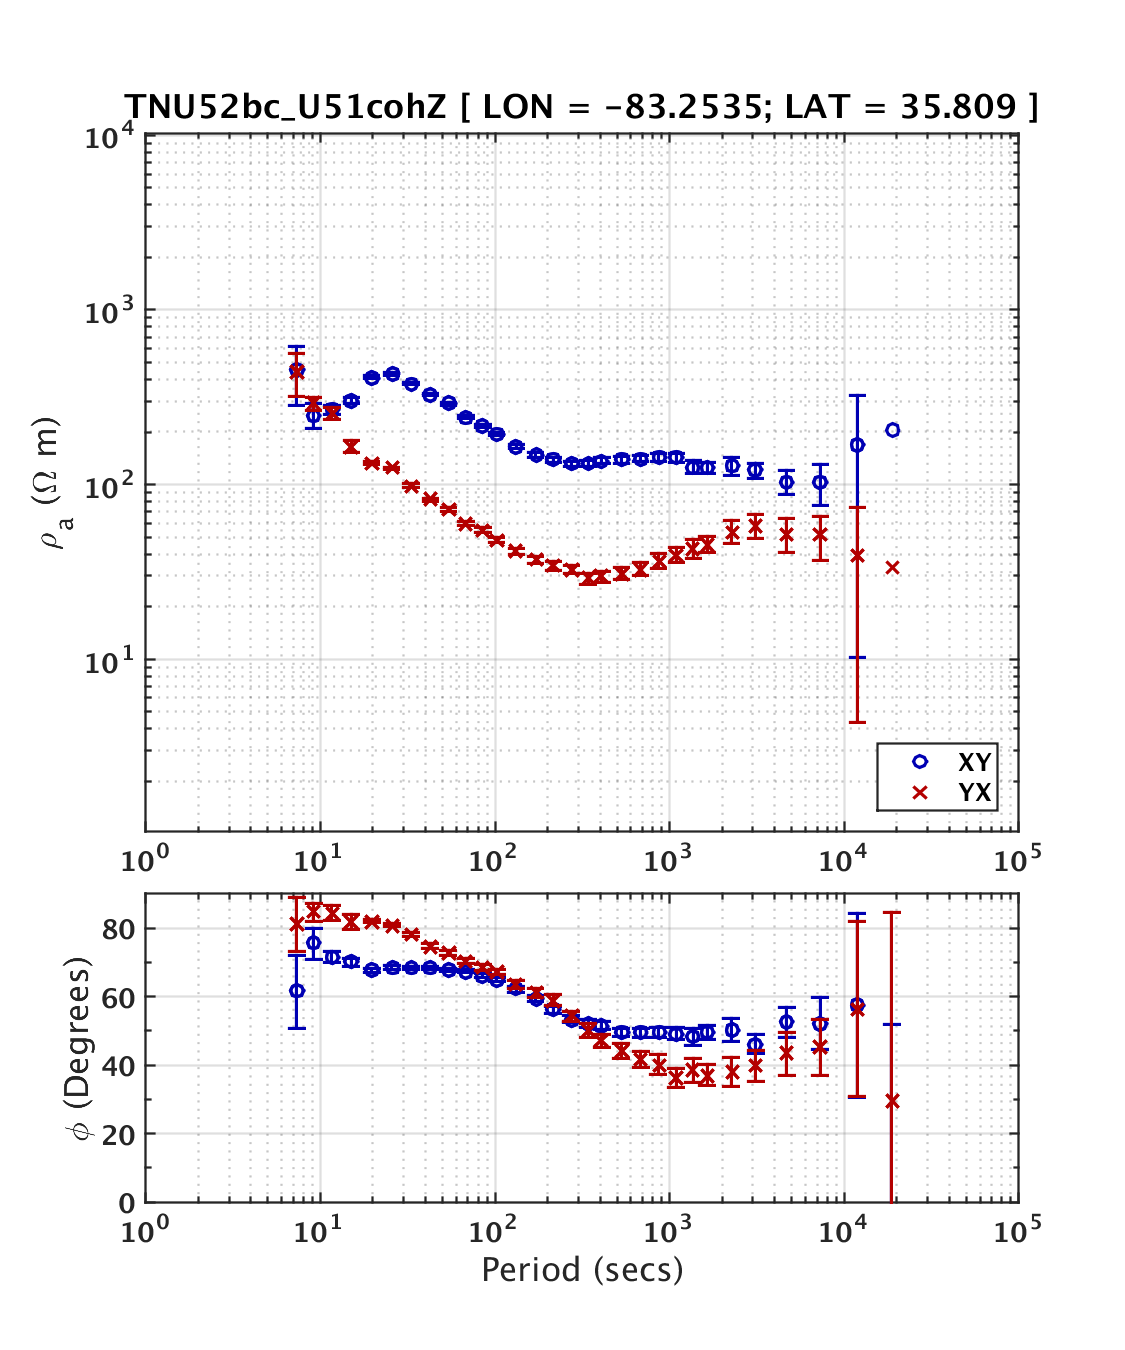 TNU52bc_U51cohZ [ LON = -83.2535; LAT = 35.809 ]
10^4
10^3
10^2
10^1
ρ_a (Ω m)
XY
YX
10^0 10^1 10^2 10^3 10^4 10^5
80
60
40
20
0
ϕ (Degrees)
10^0 10^1 10^2 10^3 10^4 10^5
Period (secs)